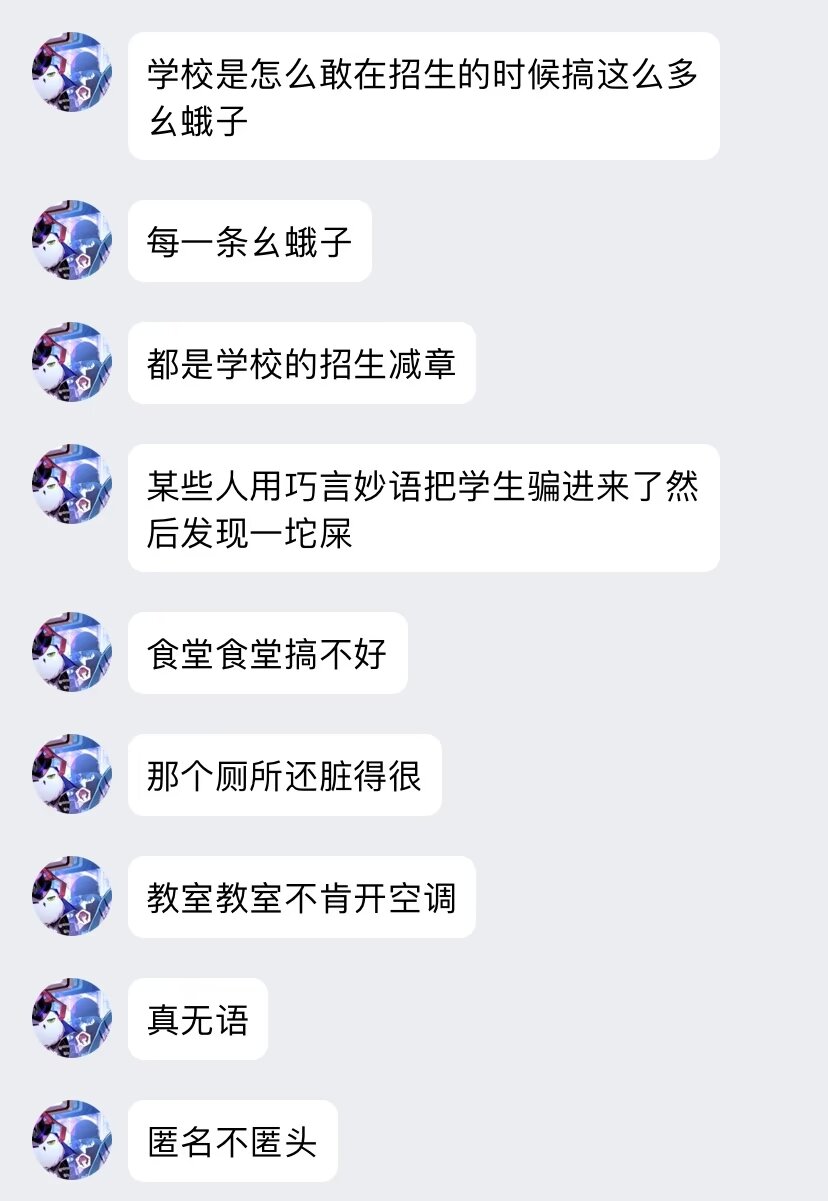 学校是怎么敢在招生的时候搞这么多
幺蛾子
每一条幺蛾子
都是学校的招生减章
某些人用巧言妙语把学生骗进来了然
后发现一坨屎
食堂食堂搞不好
那个厕所还脏得很
教室教室不肯开空调
真无语
匿名不匿头